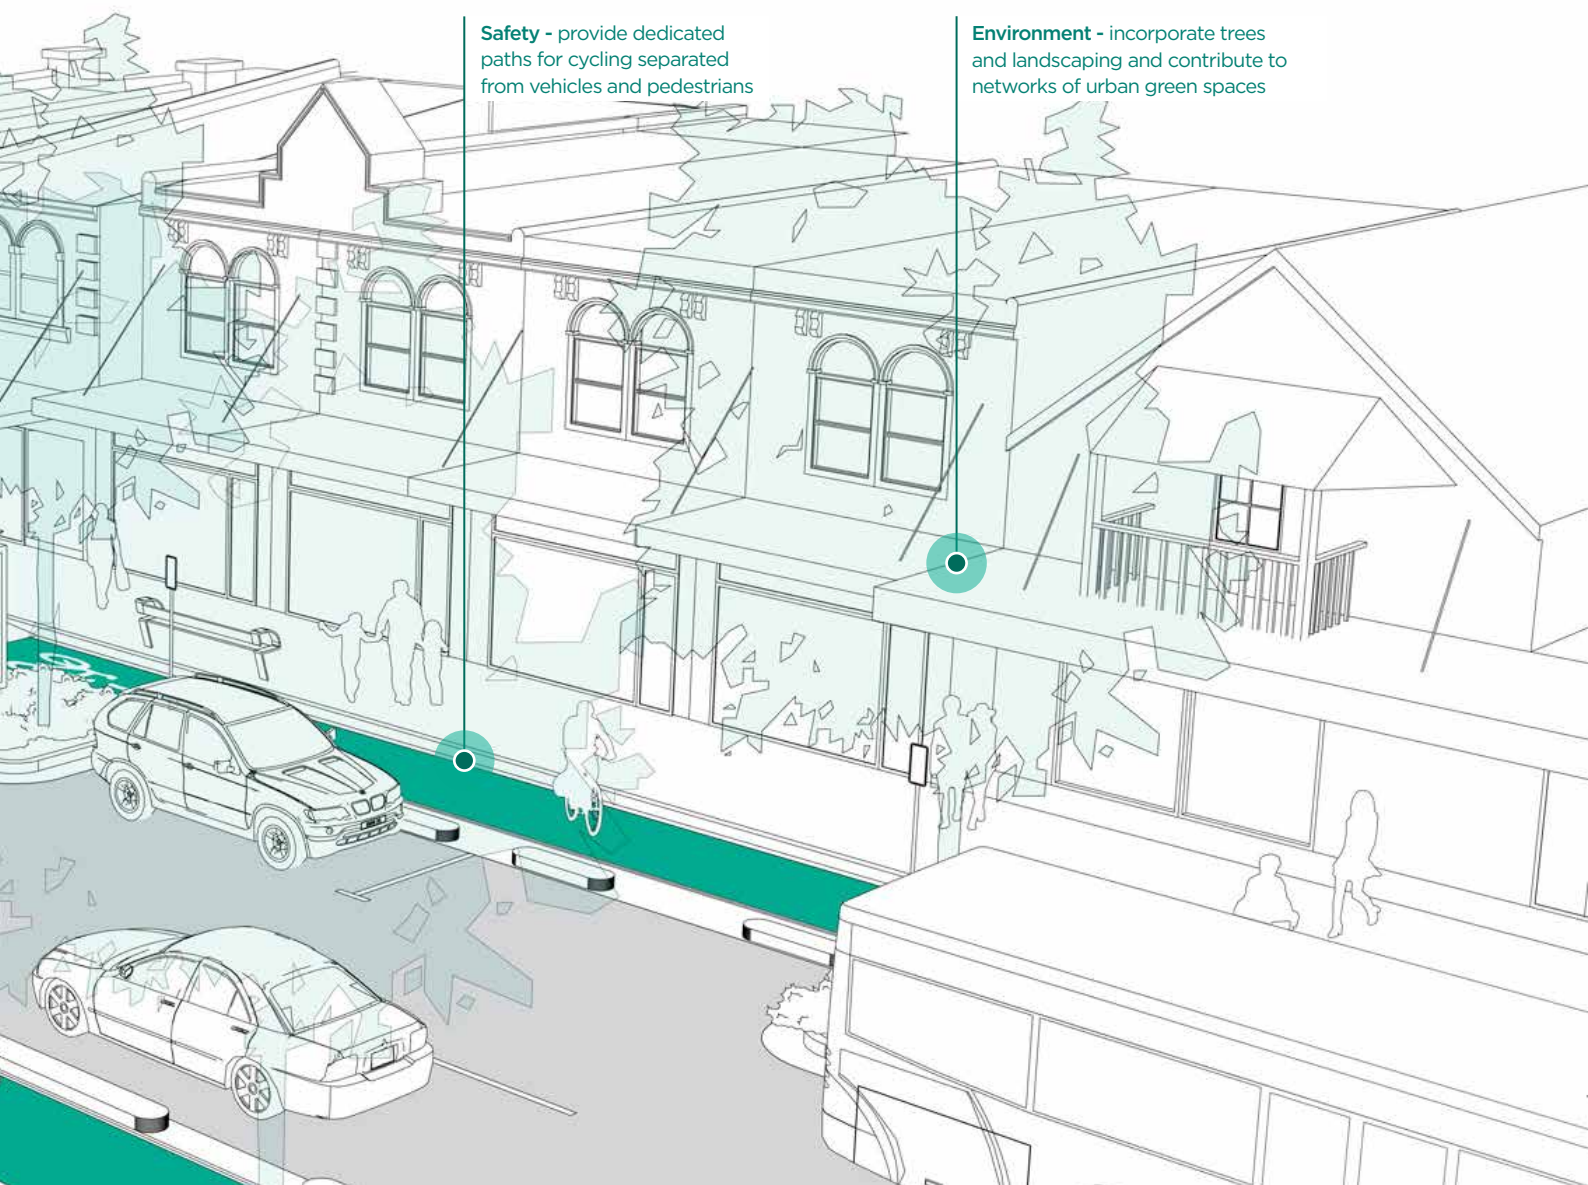 Safety - provide dedicated
paths for cycling separated
from vehicles and pedestrians
Environment - incorporate trees
and landscaping and contribute to
networks of urban green spaces